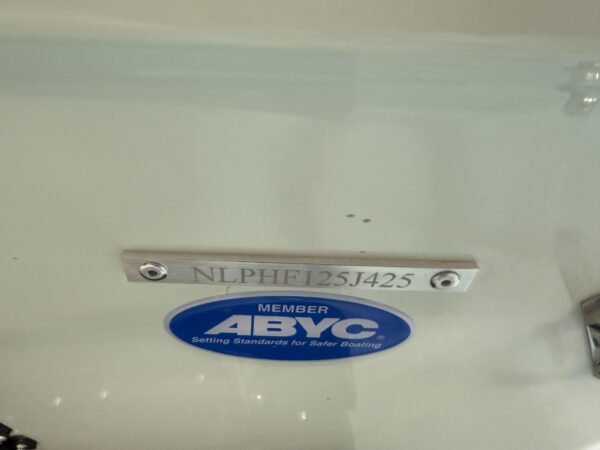 NLPHF125J425
MEMBER
ABYC®
Setting Standards for Safer Boating